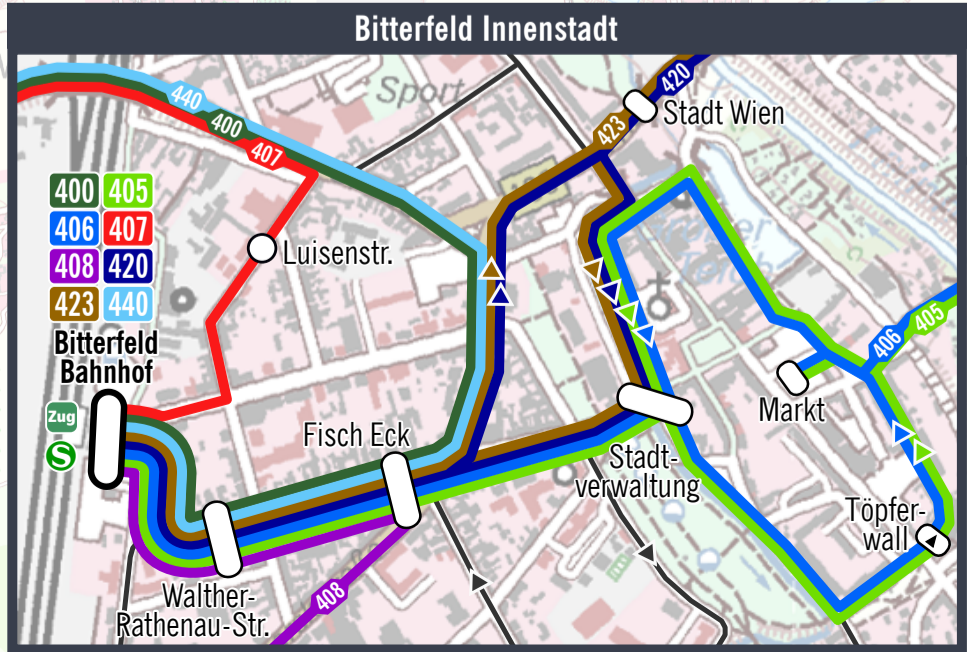 Bitterfeld Innenstadt
Sport
440
400
407
420
423
Stadt Wien
400 405
406 407
408 420
423 440
Luisenstr.
Bitterfeld
Bahnhof
Zug
S
406
405
Markt
Fisch Eck
Stadt-
verwaltung
Töpfer-
wall
Walther-
Rathenau-Str.
408